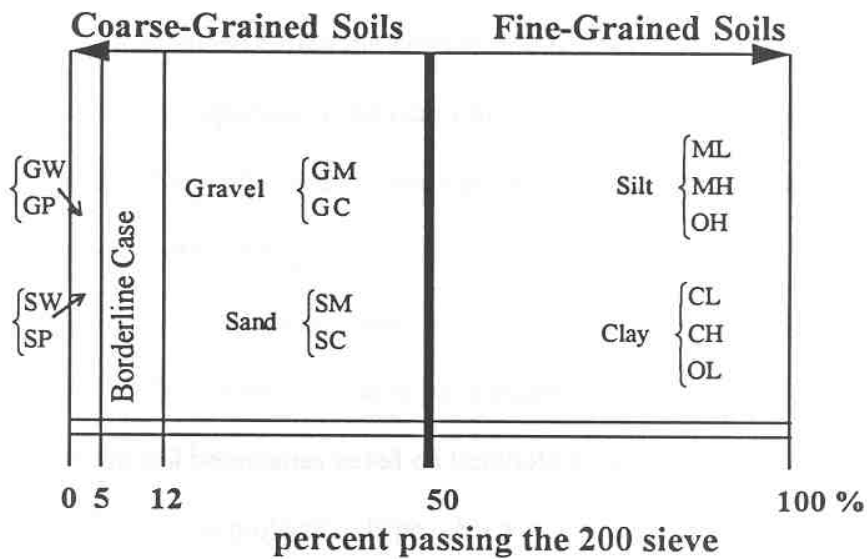 Coarse-Grained Soils Fine-Grained Soils
GW
GP
SW
SP
Borderline Case
Gravel
GM
GC
Sand
SM
SC
Silt
ML
MH
OH
Clay
CL
CH
OL
0 5 12 50 100 %
percent passing the 200 sieve